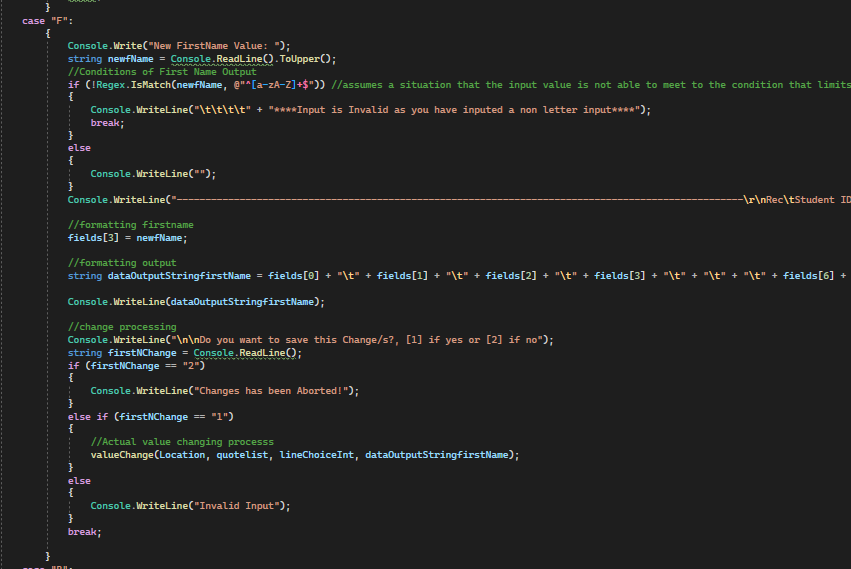 }
case "F":
{
Console.Write("New FirstName Value: ");
string newfName = Console.ReadLine().ToUpper();
//Conditions of First Name Output
if (!Regex.IsMatch(newfName, @"^[a-zA-Z]+$")) //assumes a situation that the input value is not able to meet to the condition that limits
{
Console.WriteLine("\t\t\t\t" + "****Input is Invalid as you have inputed a non letter input****");
break;
}
else
{
Console.WriteLine("");
}
Console.WriteLine("----------------------------------------------------------------------------------------------------\r\nRec\tStudent ID
//formatting firstname
fields[3] = newfName;
//formatting output
string dataOutputStringfirstName = fields[0] + "\t" + fields[1] + "\t" + fields[2] + "\t" + fields[3] + "\t" + "\t" + "\t" + fields[6] +
Console.WriteLine(dataOutputStringfirstName);
//change processing
Console.WriteLine("\n\nDo you want to save this Change/s?, [1] if yes or [2] if no");
string firstNChange = Console.ReadLine();
if (firstNChange == "2")
{
Console.WriteLine("Changes has been Aborted!");
}
else if (firstNChange == "1")
{
//Actual value changing processs
valueChange(Location, quotelist, lineChoiceInt, dataOutputStringfirstName);
}
else
{
Console.WriteLine("Invalid Input");
}
break;
}